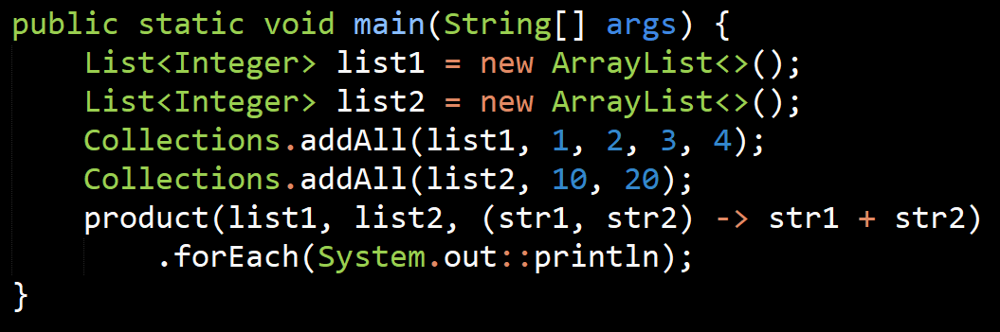 public static void main(String[] args) {
    List<Integer> list1 = new ArrayList<>();
    List<Integer> list2 = new ArrayList<>();
    Collections.addAll(list1, 1, 2, 3, 4);
    Collections.addAll(list2, 10, 20);
    product(list1, list2, (str1, str2) -> str1 + str2)
        .forEach(System.out::println);
}